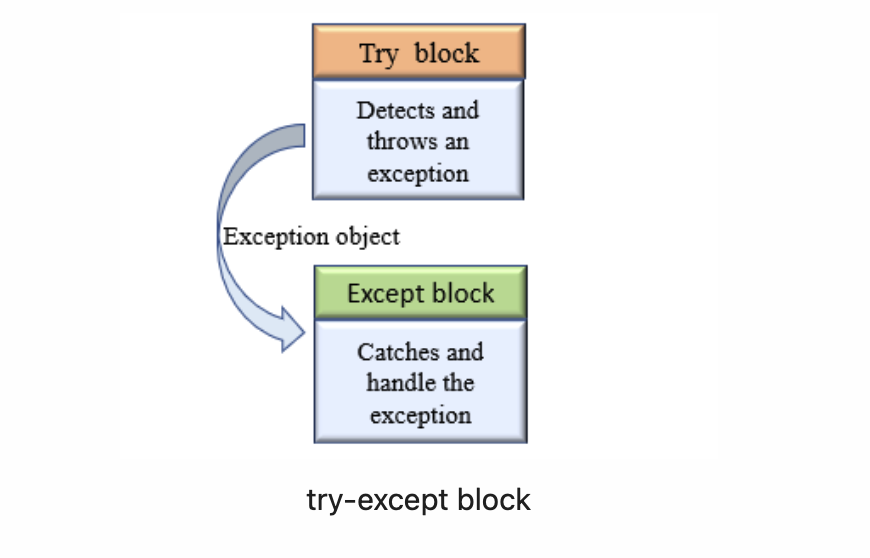 Try block
Detects and
throws an
exception
Exception object
Except block
Catches and
handle the
exception
try-except block